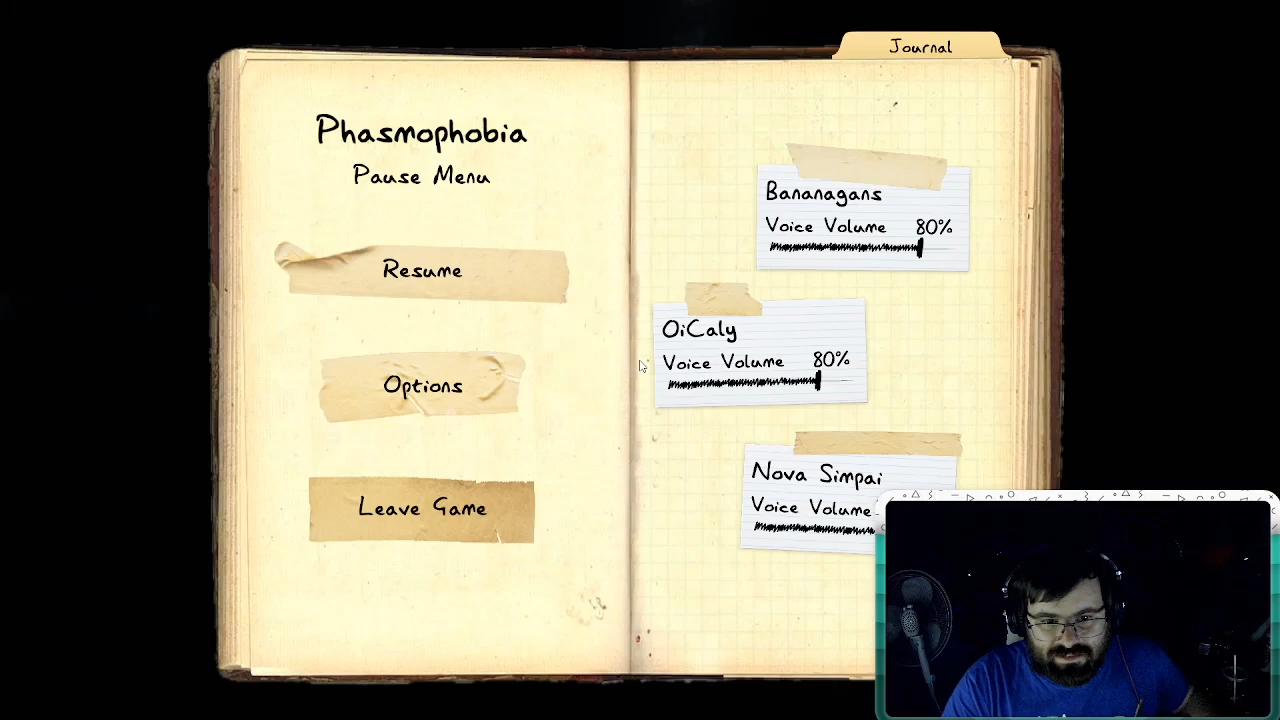 Journal
Phasmophobia
Pause Menu
Resume
Options
Leave Game
Bananagans
Voice Volume 80%
OiCaly
Voice Volume 80%
Nova Simpai
Voice Volume